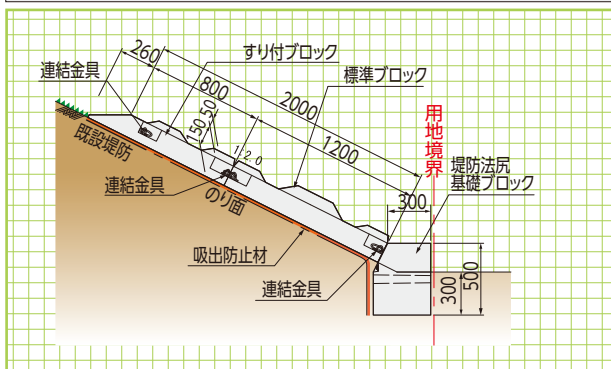 260
すり付ブロック
連結金具
800
2000
標準ブロック
150
50
1200
用地境界
既設堤防
1:2.0
堤防法尻
基礎ブロック
連結金具
のり面
300
吸出防止材
連結金具
300
500